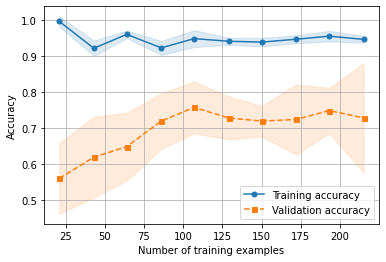 1.0
0.9
0.8
0.7
0.6
0.5
Accuracy
Training accuracy
Validation accuracy
25 50 75 100 125 150 175 200
Number of training examples